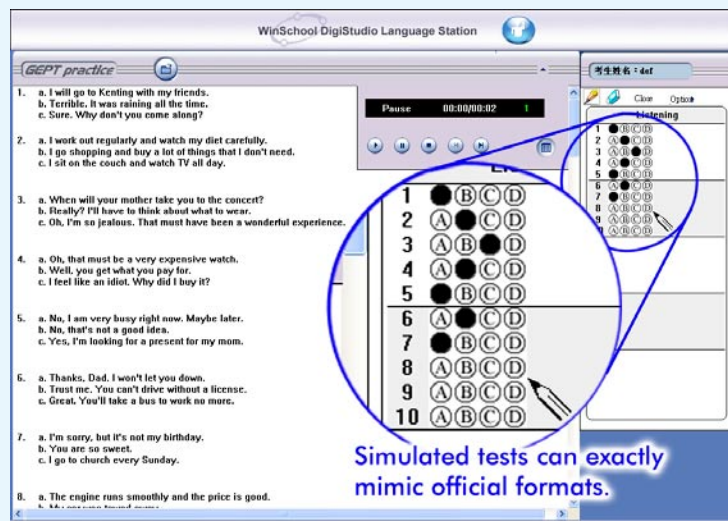 WinSchool DigiStudio Language Station
GEPT practice
1. a. I will go to Kenting with my friends.
b. Terrible. It was raining all the time.
c. Sure. Why don't you come along?
2. a. I work out regularly and watch my diet carefully.
b. I go shopping and buy a lot of things that I don't need.
c. I sit on the couch and watch TV all day.
3. a. When will your mother take you to the concert?
b. Really? I'll have to think about what to wear.
c. Oh, I'm so jealous. That must have been a wonderful experience.
4. a. Oh, that must be a very expensive watch.
b. Well, you get what you pay for.
c. I feel like an idiot. Why did I buy it?
5. a. No, I am very busy right now. Maybe later.
b. No, that's not a good idea.
c. Yes, I'm looking for a present for my mom.
6. a. Thanks, Dad. I won't let you down.
b. Trust me. You can't drive without a license.
c. Great. You'll take a bus to work no more.
7. a. I'm sorry, but it's not my birthday.
b. You are so sweet.
c. I go to church every Sunday.
8. a. The engine runs smoothly and the price is good.
Pause 00:00/00:02 1
1 B C D
2 A C D
3 A B D
4 A C D
5 B C D
6 A C D
7 B C D
8 A B C D
9 A B C D
10 A B C D
Simulated tests can exactly
mimic official formats.
考生姓名：def
Close Option
Listening
1 B C D
2 A C D
3 A B D
4 A C D
5 B C D
6 A C D
7 B C D
8 A B C D
9 A B C D
A B C D